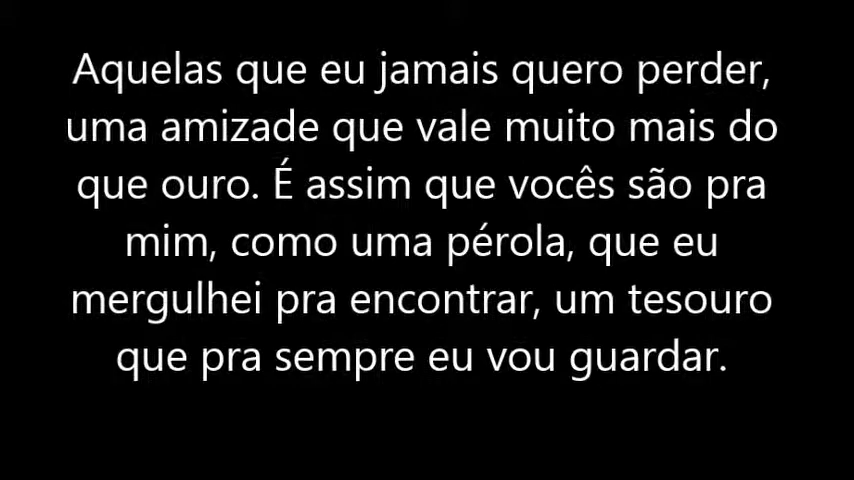 Aquelas que eu jamais quero perder,
uma amizade que vale muito mais do
que ouro. É assim que vocês são pra
mim, como uma pérola, que eu
mergulhei pra encontrar, um tesouro
que pra sempre eu vou guardar.